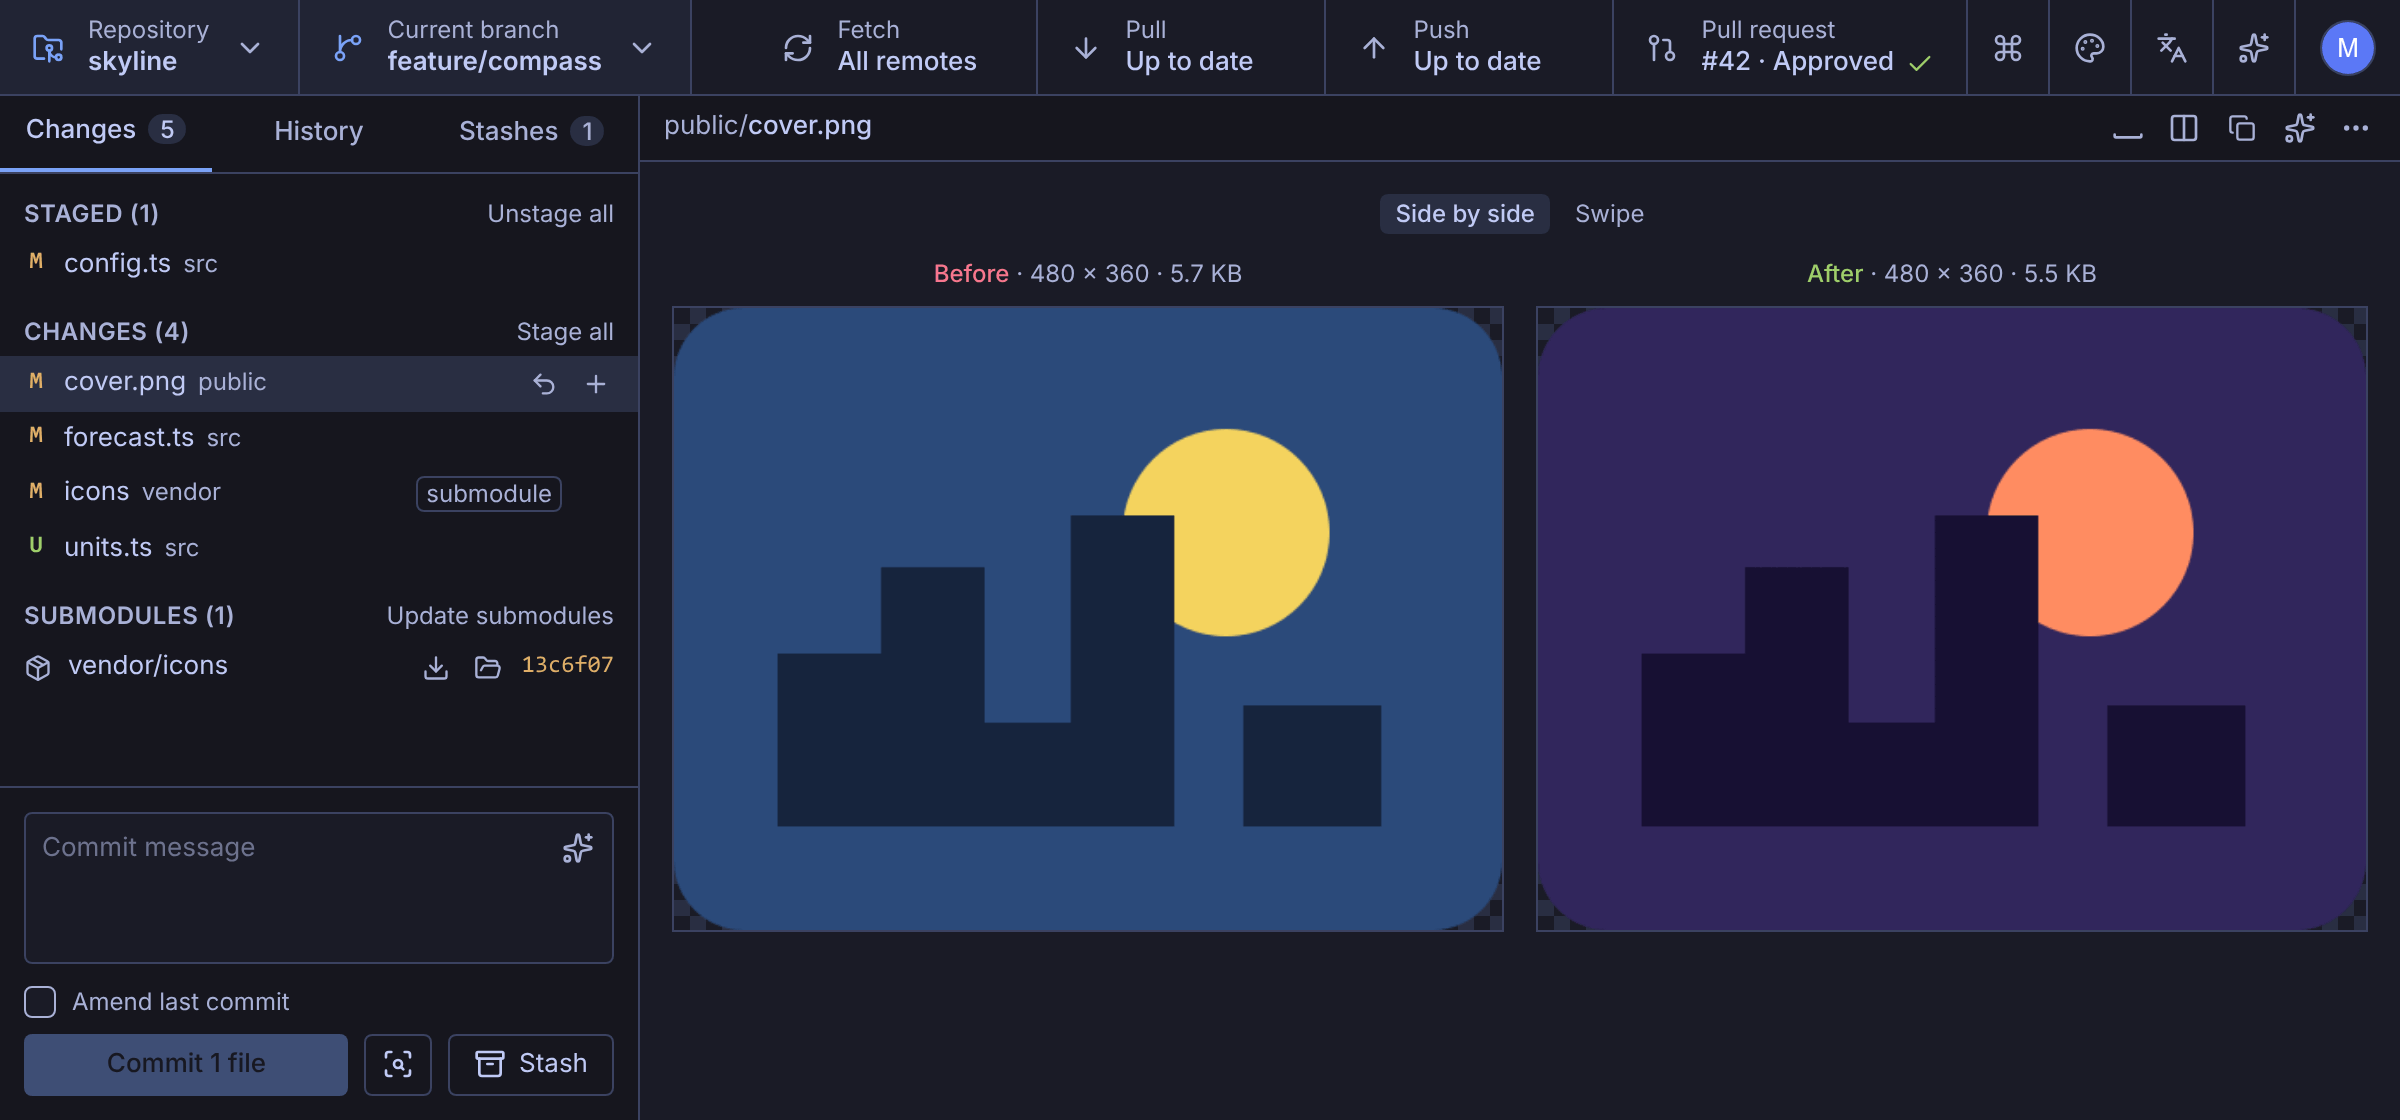 Repository
skyline
Current branch
feature/compass
Fetch
All remotes
Pull
Up to date
Push
Up to date
Pull request
#42 · Approved
M
Changes 5
History
Stashes 1
STAGED (1) Unstage all
M config.ts src
CHANGES (4) Stage all
M cover.png public
M forecast.ts src
M icons vendor submodule
U units.ts src
SUBMODULES (1) Update submodules
vendor/icons 13c6f07
Commit message
Amend last commit
Commit 1 file
Stash
public/cover.png
Side by side Swipe
Before · 480 × 360 · 5.7 KB
After · 480 × 360 · 5.5 KB